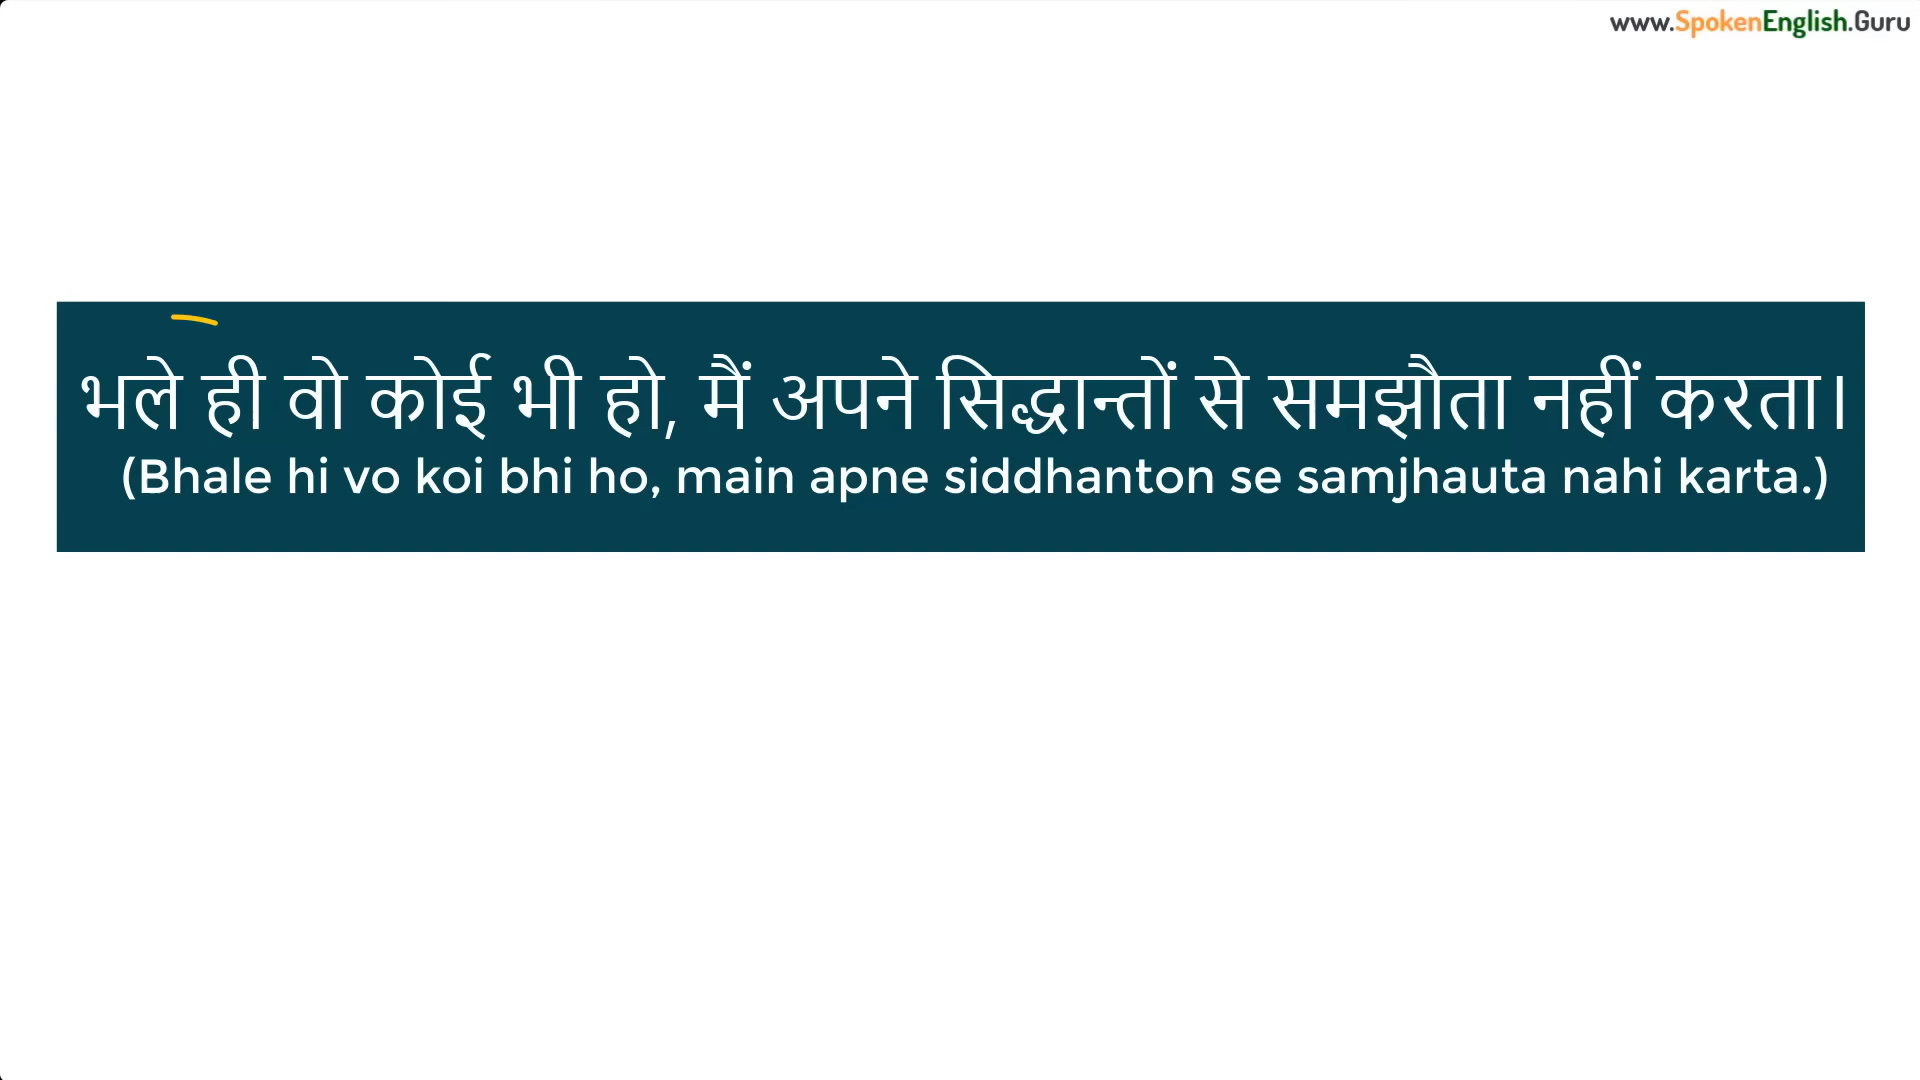 www.SpokenEnglish.Guru
भले ही वो कोई भी हो, मैं अपने सिद्धान्तों से समझौता नहीं करता।
(Bhale hi vo koi bhi ho, main apne siddhanton se samjhauta nahi karta.)